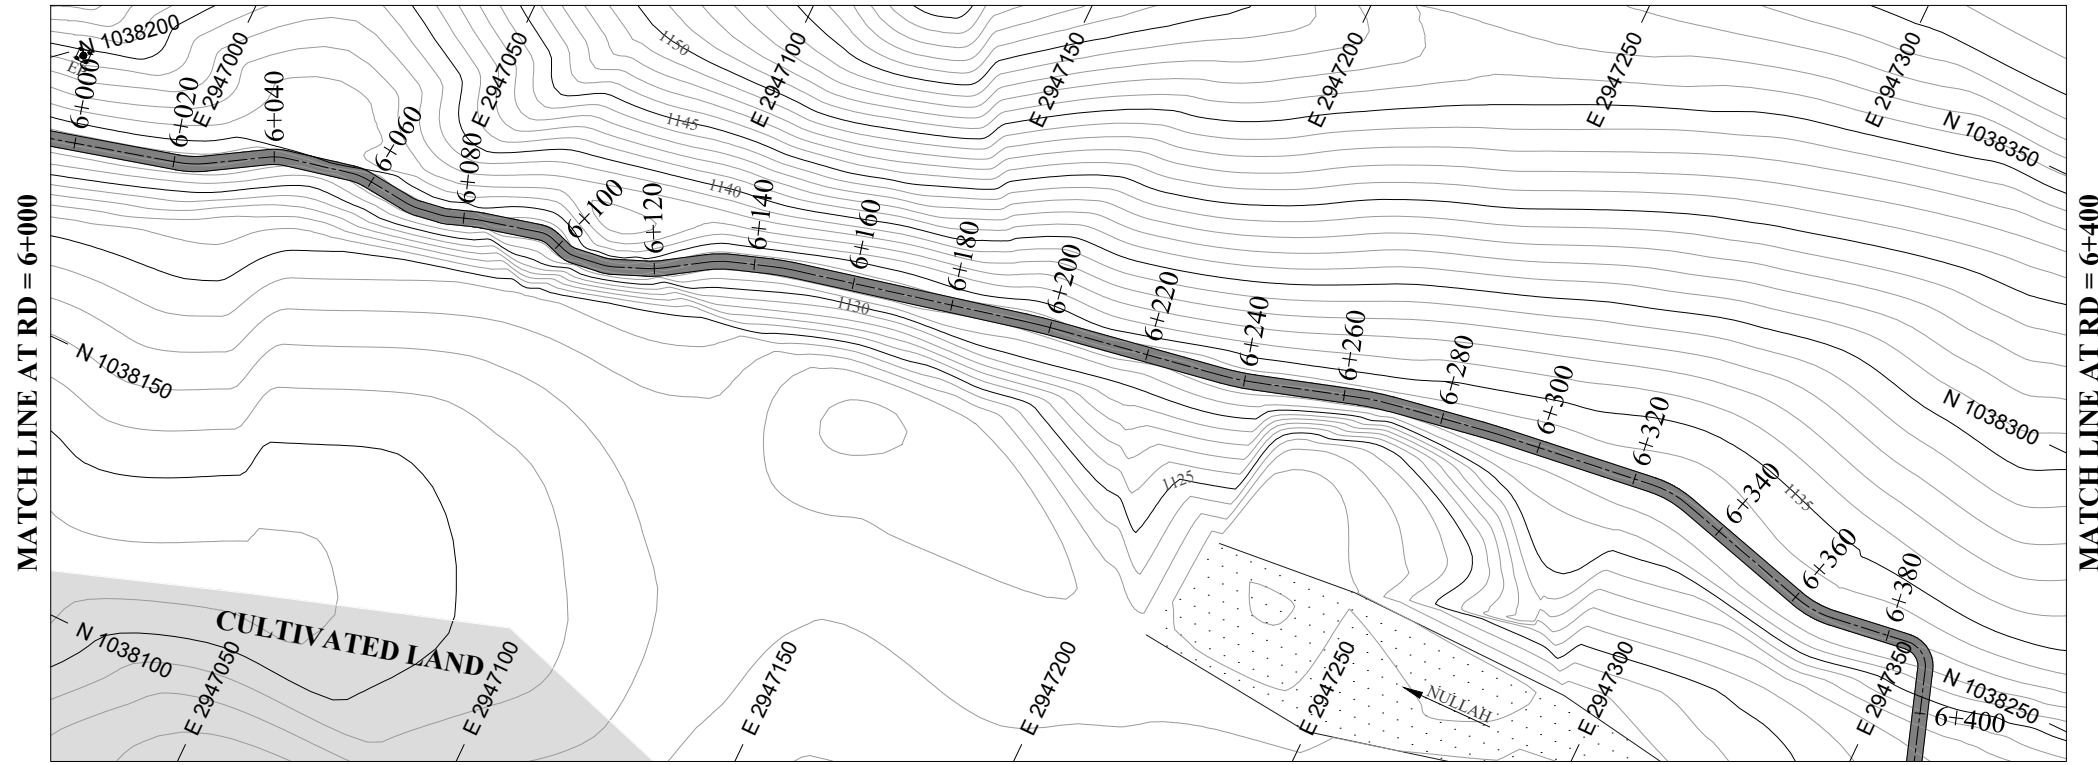 N 1038200
E 2947000
E 2947050
E 2947100
E 2947150
E 2947200
E 2947250
E 2947300
1150
1145
1140
N 1038350
6+000
6+020
6+040
6+060
6+080
6+100
6+120
6+140
6+160
6+180
6+200
6+220
6+240
6+260
6+280
6+300
6+320
6+340
6+360
6+380
6+400
MATCH LINE AT RD = 6+000
MATCH LINE AT RD = 6+400
1130
N 1038150
N 1038300
1125
1135
CULTIVATED LAND
N 1038100
N 1038250
NULLAH
E 2947050
E 2947100
E 2947150
E 2947200
E 2947250
E 2947300
E 2947350